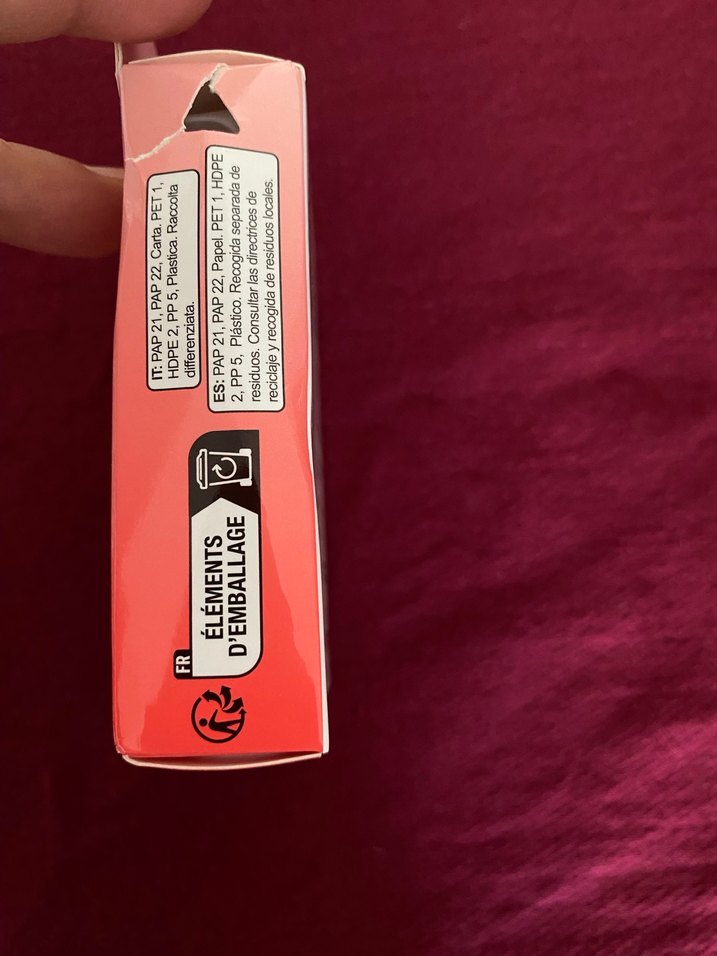 FR
ÉLÉMENTS
D'EMBALLAGE
IT: PAP 21, PAP 22, Carta. PET 1,
HDPE 2, PP 5, Plastica. Raccolta
differenziata.
ES: PAP 21, PAP 22, Papel. PET 1, HDPE
2, PP 5, Plástico. Recogida separada de
residuos. Consultar las directrices de
reciclaje y recogida de residuos locales.